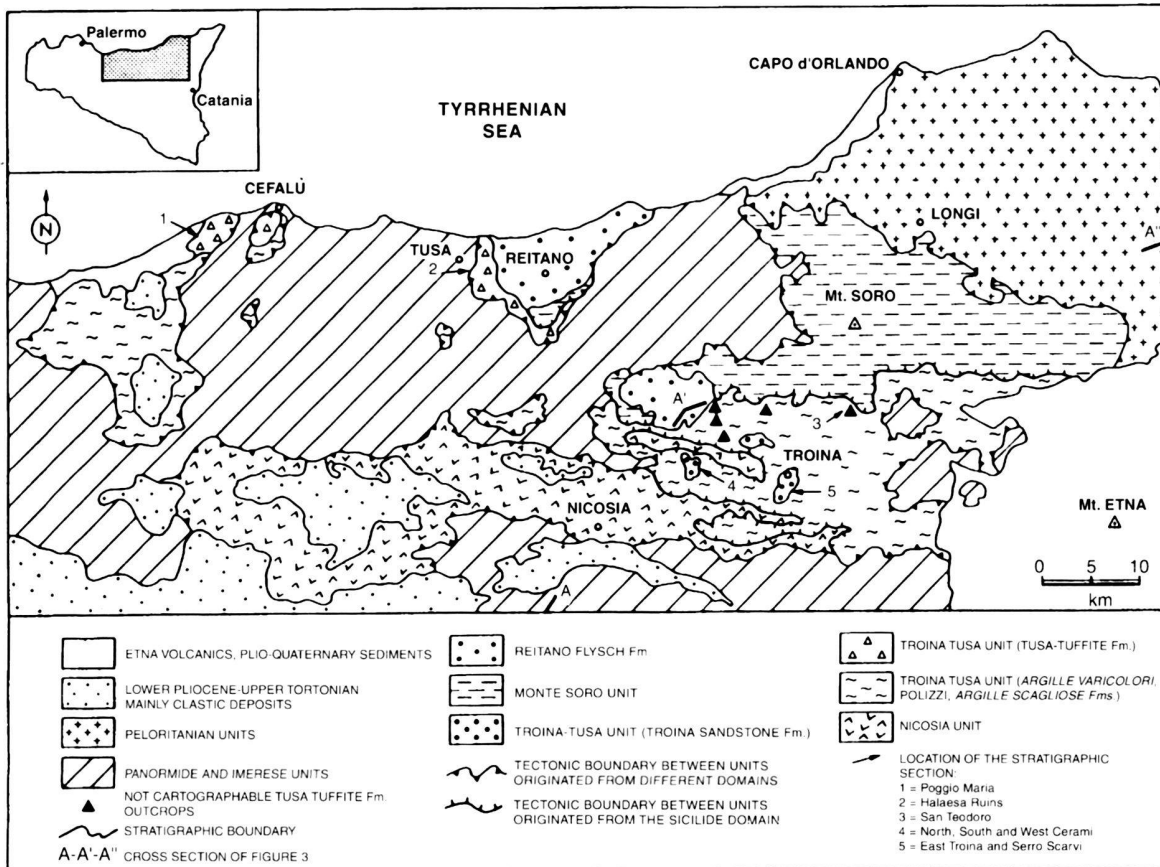 Palermo
Catania
CAPO d'ORLANDO
TYRRHENIAN
SEA
N
CEFALÙ
1
TUSA
2
REITANO
LONGI
A"
Mt. SORO
A'
3
TROINA
4
5
NICOSIA
Mt. ETNA
A
0 5 10
km
ETNA VOLCANICS, PLIO-QUATERNARY SEDIMENTS
LOWER PLIOCENE-UPPER TORTONIAN
MAINLY CLASTIC DEPOSITS
PELORITANIAN UNITS
PANORMIDE AND IMERESE UNITS
NOT CARTOGRAPHABLE TUSA TUFFITE Fm.
OUTCROPS
STRATIGRAPHIC BOUNDARY
A-A'-A" CROSS SECTION OF FIGURE 3
REITANO FLYSCH Fm
MONTE SORO UNIT
TROINA-TUSA UNIT (TROINA SANDSTONE Fm.)
TECTONIC BOUNDARY BETWEEN UNITS
ORIGINATED FROM DIFFERENT DOMAINS
TECTONIC BOUNDARY BETWEEN UNITS
ORIGINATED FROM THE SICILIDE DOMAIN
TROINA TUSA UNIT (TUSA-TUFFITE Fm.)
TROINA TUSA UNIT (ARGILLE VARICOLORI,
POLIZZI, ARGILLE SCAGLIOSE Fms.)
NICOSIA UNIT
LOCATION OF THE STRATIGRAPHIC
SECTION:
1 = Poggio Maria
2 = Halaesa Ruins
3 = San Teodoro
4 = North, South and West Cerami
5 = East Troina and Serro Scarvi